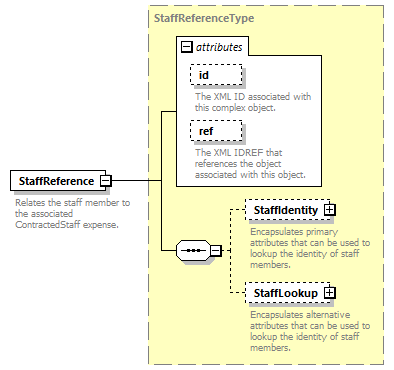 StaffReferenceType
attributes
id
The XML ID associated with
this complex object.
ref
The XML IDREF that
references the object
associated with this object.
StaffReference
Relates the staff member to
the associated
ContractedStaff expense.
StaffIdentity
Encapsulates primary
attributes that can be used to
lookup the identity of staff
members.
StaffLookup
Encapsulates alternative
attributes that can be used to
lookup the identity of staff
members.